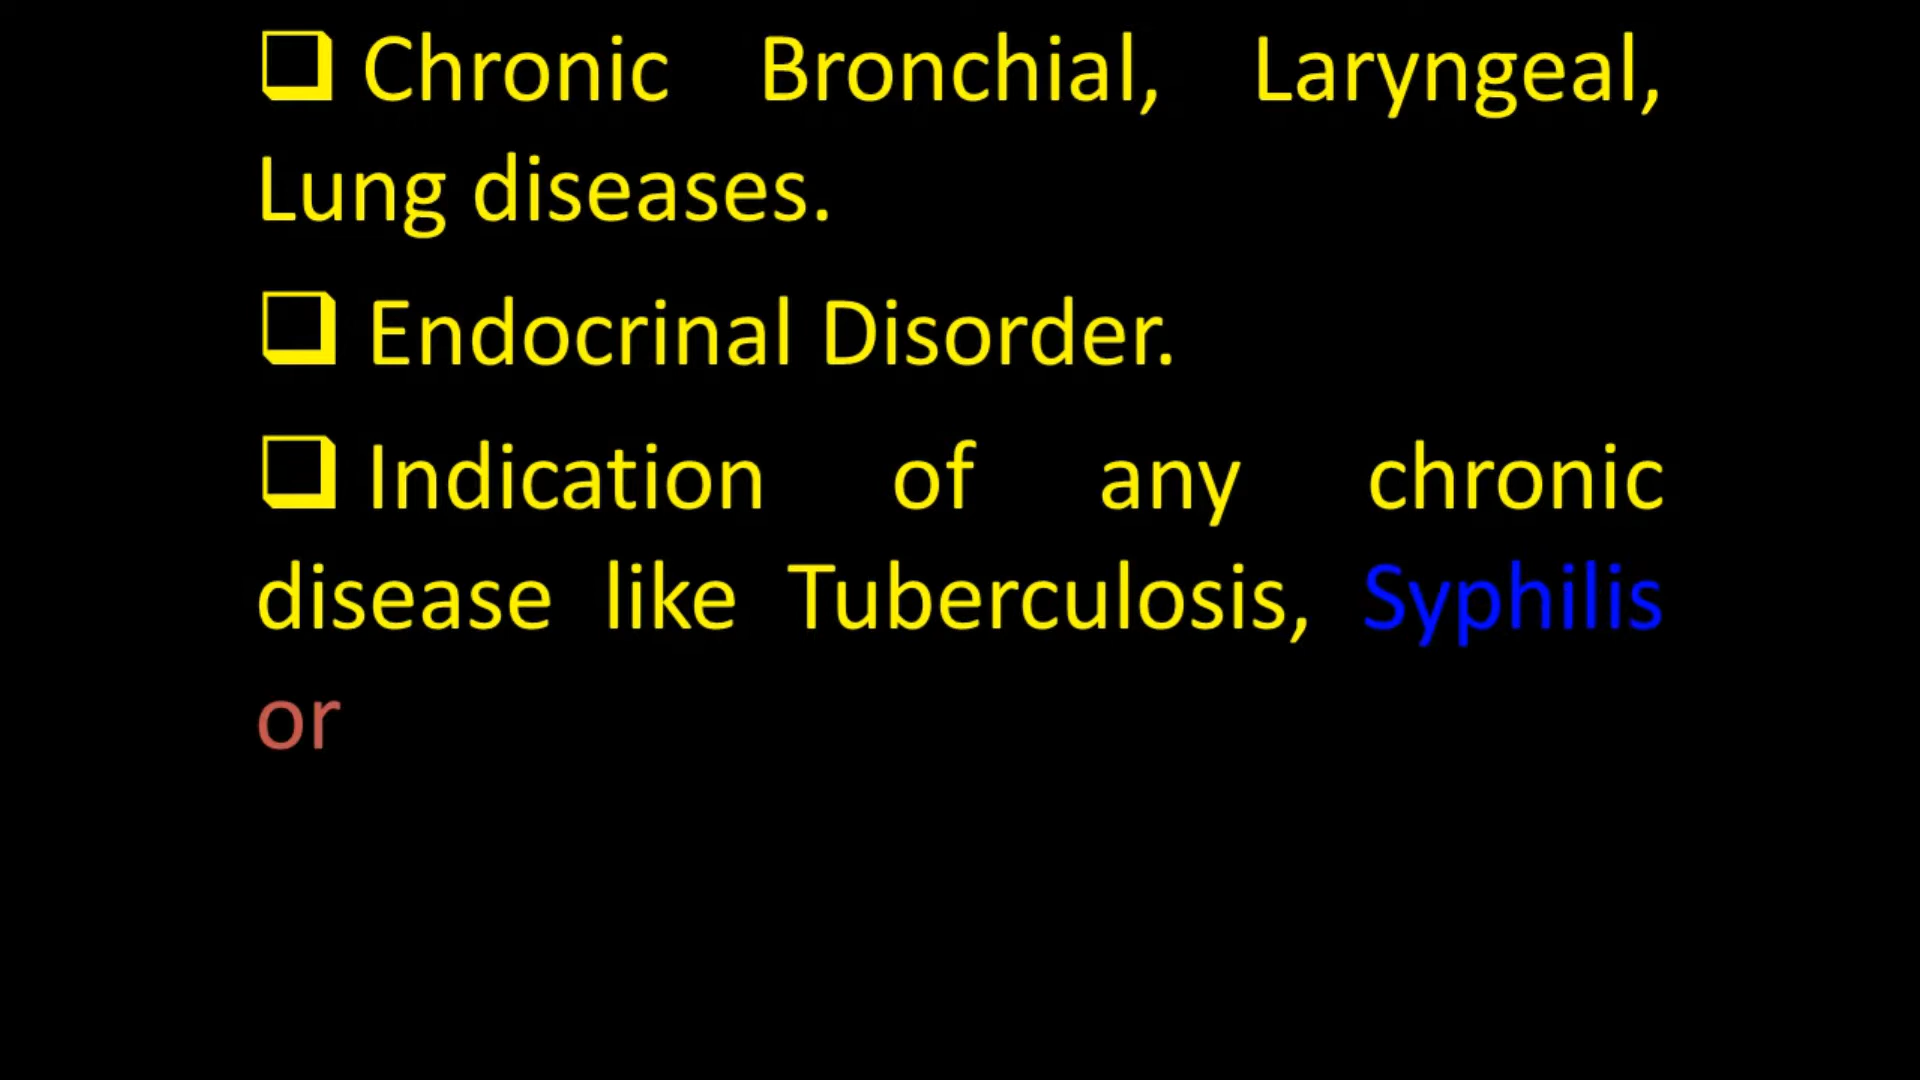 ❑ Chronic Bronchial, Laryngeal,
Lung diseases.
❑ Endocrinal Disorder.
❑ Indication of any chronic
disease like Tuberculosis, Syphilis
or